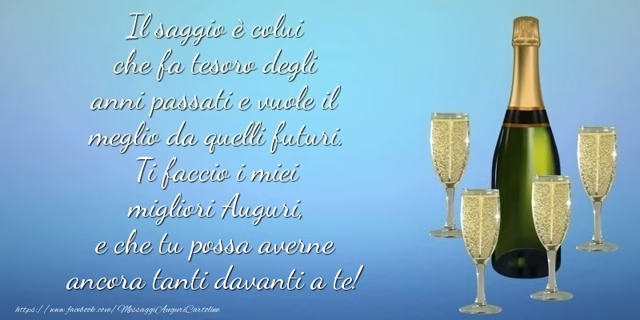 Il saggio è colui
che fa tesoro degli
anni passati e vuole il
meglio da quelli futuri.
Ti faccio i miei
migliori Auguri,
e che tu possa averne
ancora tanti davanti a te!
https://www.facebook.com/MessaggiAuguriCartoline